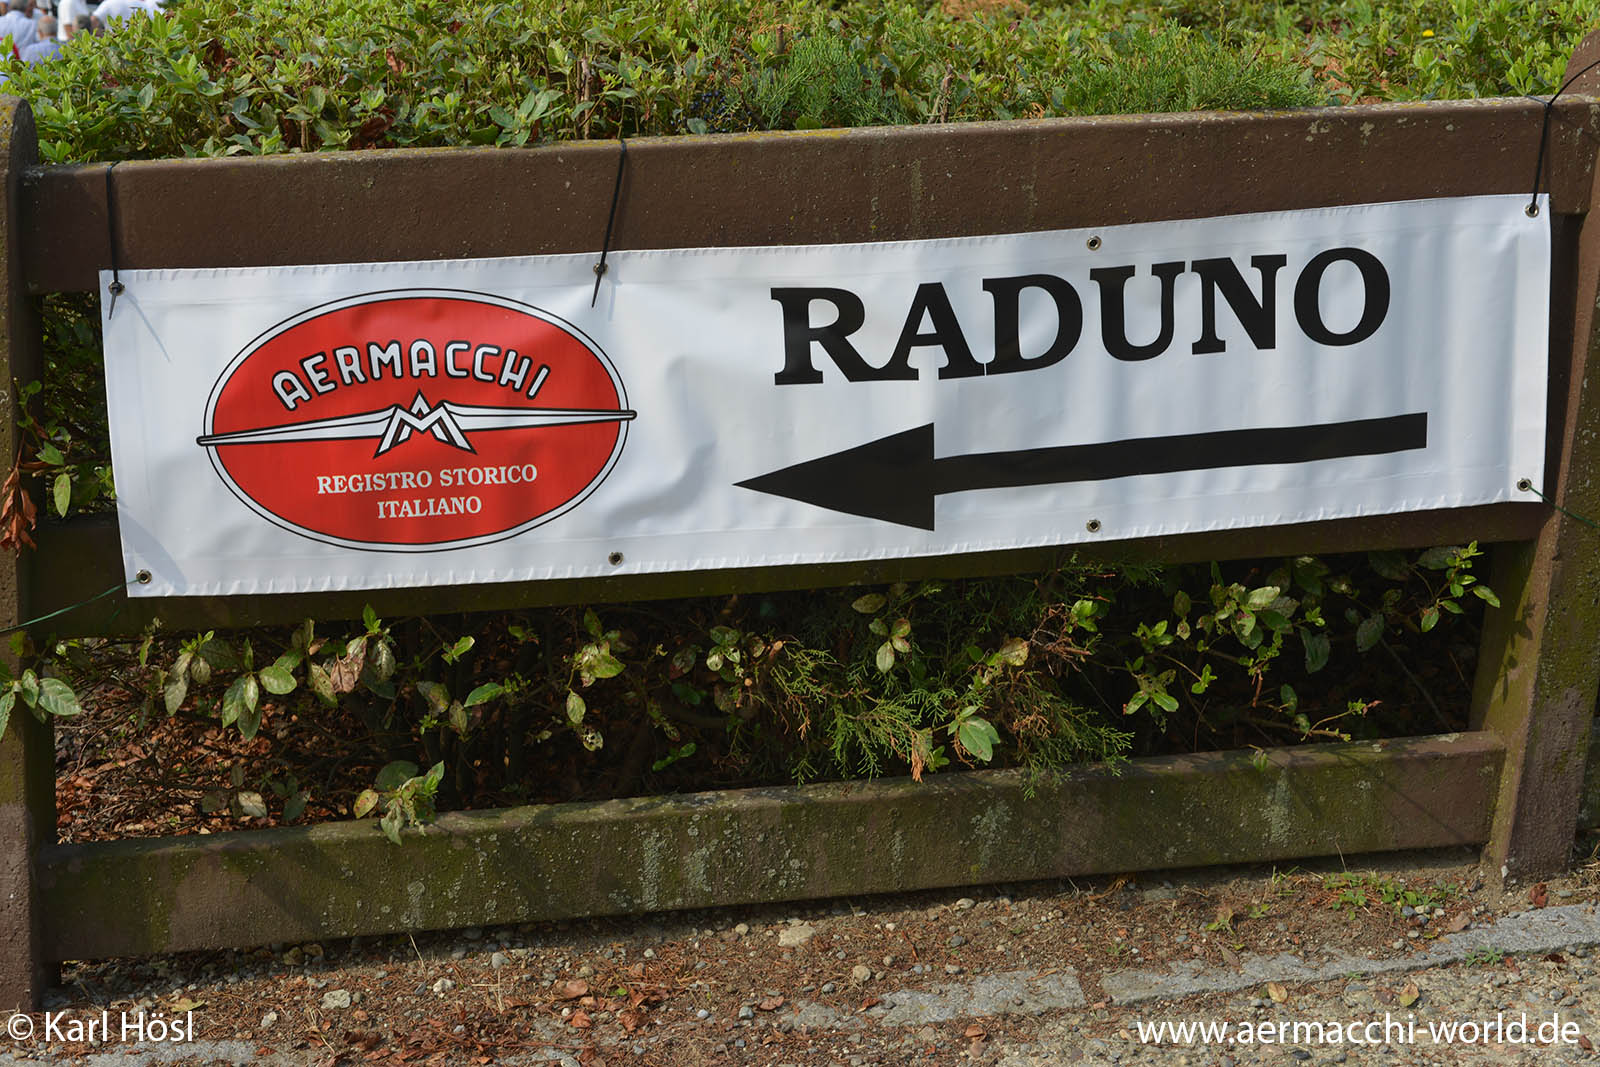 AERMACCHI
REGISTRO STORICO
ITALIANO
RADUNO
© Karl Hösl
www.aermacchi-world.de